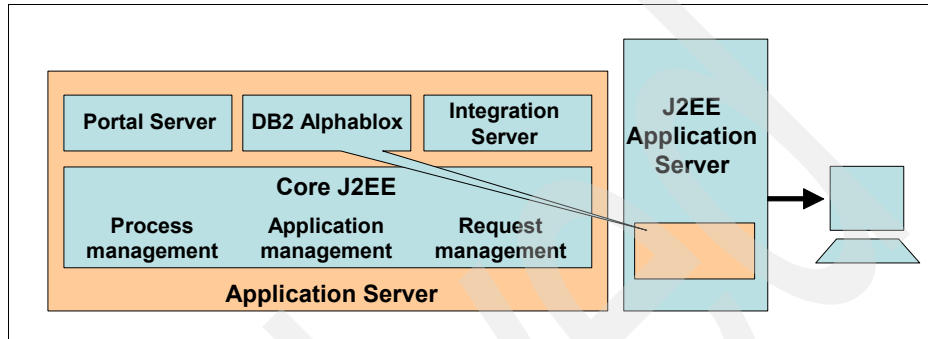 Portal Server
DB2 Alphablox
Integration
Server
Core J2EE
Process
management
Application
management
Request
management
Application Server
J2EE
Application
Server